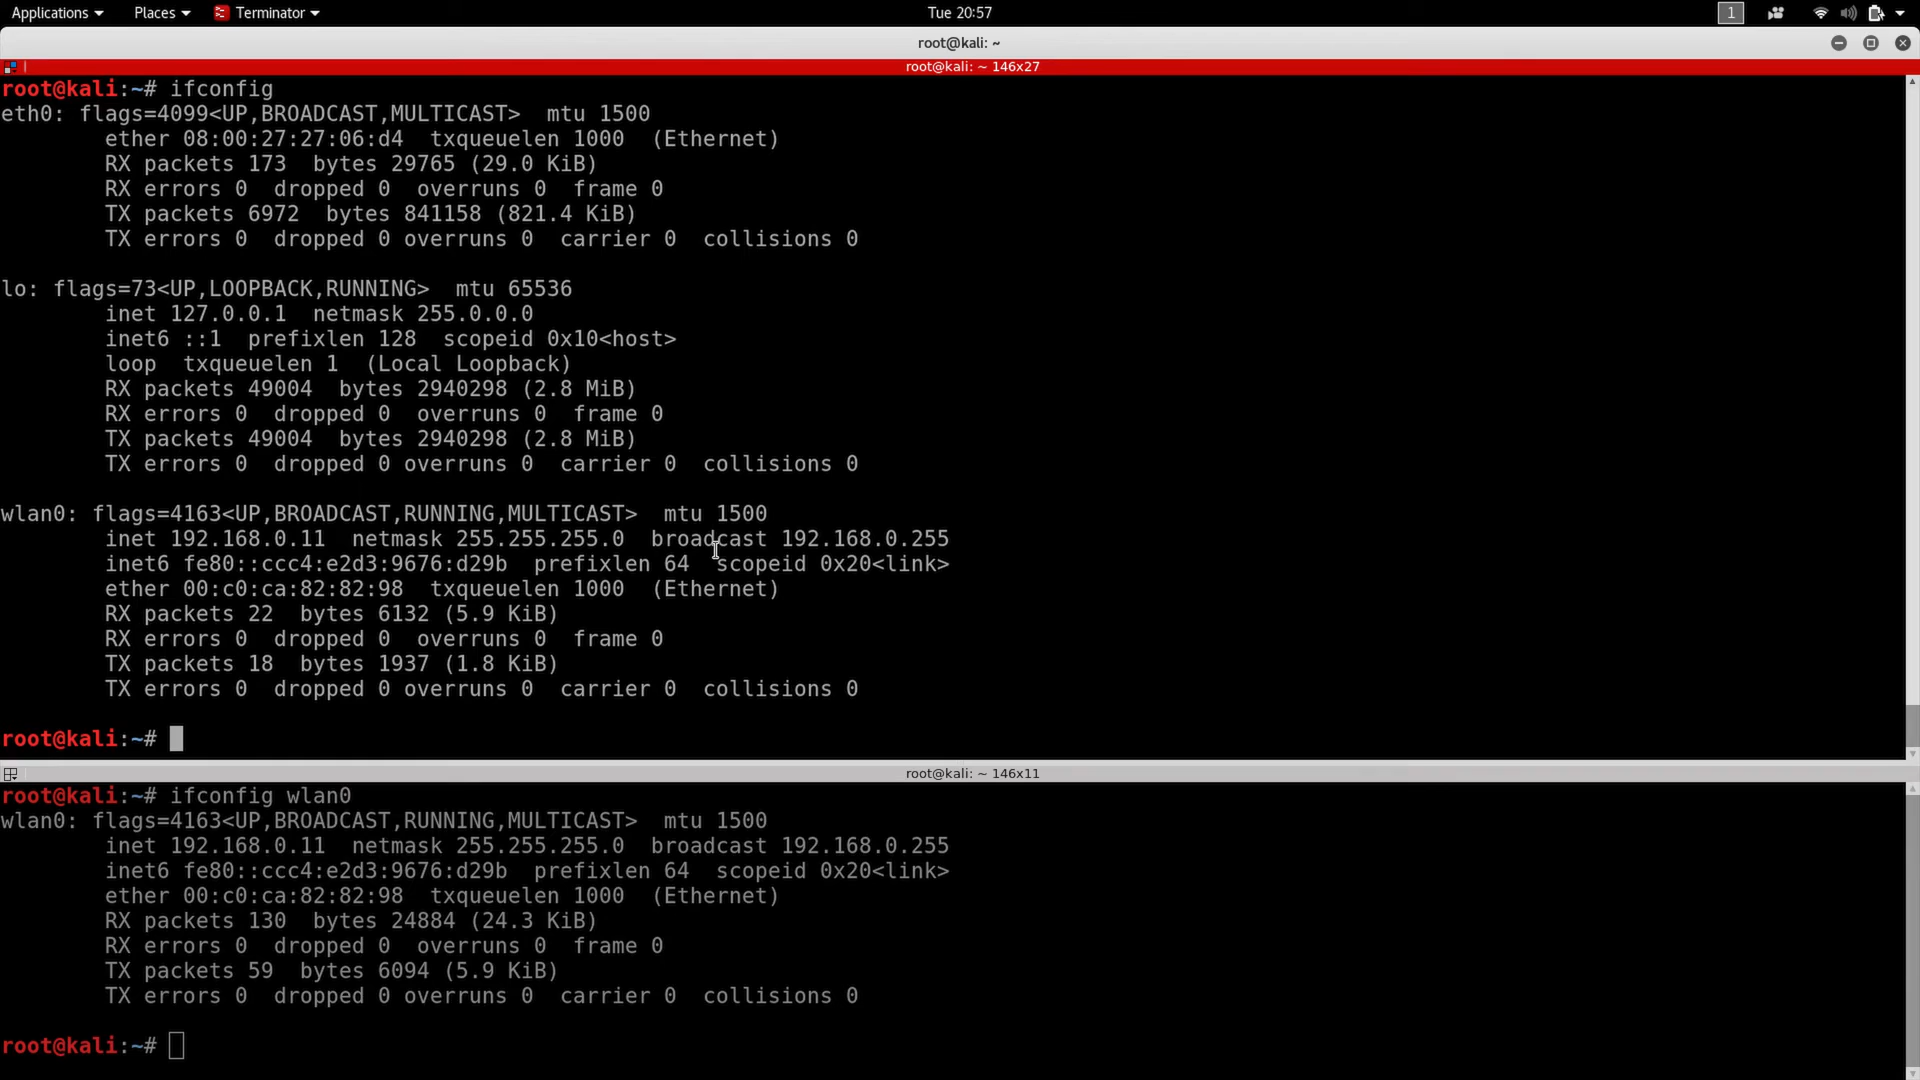 Applications Places Terminator Tue 20:57 1
root@kali: ~
root@kali: ~ 146x27
root@kali:~# ifconfig
eth0: flags=4099<UP,BROADCAST,MULTICAST>  mtu 1500
        ether 08:00:27:27:06:d4  txqueuelen 1000  (Ethernet)
        RX packets 173  bytes 29765 (29.0 KiB)
        RX errors 0  dropped 0  overruns 0  frame 0
        TX packets 6972  bytes 841158 (821.4 KiB)
        TX errors 0  dropped 0 overruns 0  carrier 0  collisions 0

lo: flags=73<UP,LOOPBACK,RUNNING>  mtu 65536
        inet 127.0.0.1  netmask 255.0.0.0
        inet6 ::1  prefixlen 128  scopeid 0x10<host>
        loop  txqueuelen 1  (Local Loopback)
        RX packets 49004  bytes 2940298 (2.8 MiB)
        RX errors 0  dropped 0  overruns 0  frame 0
        TX packets 49004  bytes 2940298 (2.8 MiB)
        TX errors 0  dropped 0 overruns 0  carrier 0  collisions 0

wlan0: flags=4163<UP,BROADCAST,RUNNING,MULTICAST>  mtu 1500
        inet 192.168.0.11  netmask 255.255.255.0  broadcast 192.168.0.255
        inet6 fe80::ccc4:e2d3:9676:d29b  prefixlen 64  scopeid 0x20<link>
        ether 00:c0:ca:82:82:98  txqueuelen 1000  (Ethernet)
        RX packets 22  bytes 6132 (5.9 KiB)
        RX errors 0  dropped 0  overruns 0  frame 0
        TX packets 18  bytes 1937 (1.8 KiB)
        TX errors 0  dropped 0 overruns 0  carrier 0  collisions 0

root@kali:~#
root@kali: ~ 146x11
root@kali:~# ifconfig wlan0
wlan0: flags=4163<UP,BROADCAST,RUNNING,MULTICAST>  mtu 1500
        inet 192.168.0.11  netmask 255.255.255.0  broadcast 192.168.0.255
        inet6 fe80::ccc4:e2d3:9676:d29b  prefixlen 64  scopeid 0x20<link>
        ether 00:c0:ca:82:82:98  txqueuelen 1000  (Ethernet)
        RX packets 130  bytes 24884 (24.3 KiB)
        RX errors 0  dropped 0  overruns 0  frame 0
        TX packets 59  bytes 6094 (5.9 KiB)
        TX errors 0  dropped 0 overruns 0  carrier 0  collisions 0

root@kali:~#